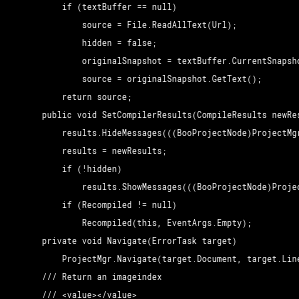 if (textBuffer == null)
source = File.ReadAllText(Url);
hidden = false;
originalSnapshot = textBuffer.CurrentSnapsho
source = originalSnapshot.GetText();
return source;
public void SetCompilerResults(CompileResults newRes
results.HideMessages(((BooProjectNode)ProjectMgr
results = newResults;
if (!hidden)
results.ShowMessages(((BooProjectNode)Projec
if (Recompiled != null)
Recompiled(this, EventArgs.Empty);
private void Navigate(ErrorTask target)
ProjectMgr.Navigate(target.Document, target.Line
/// Return an imageindex
/// <value></value>